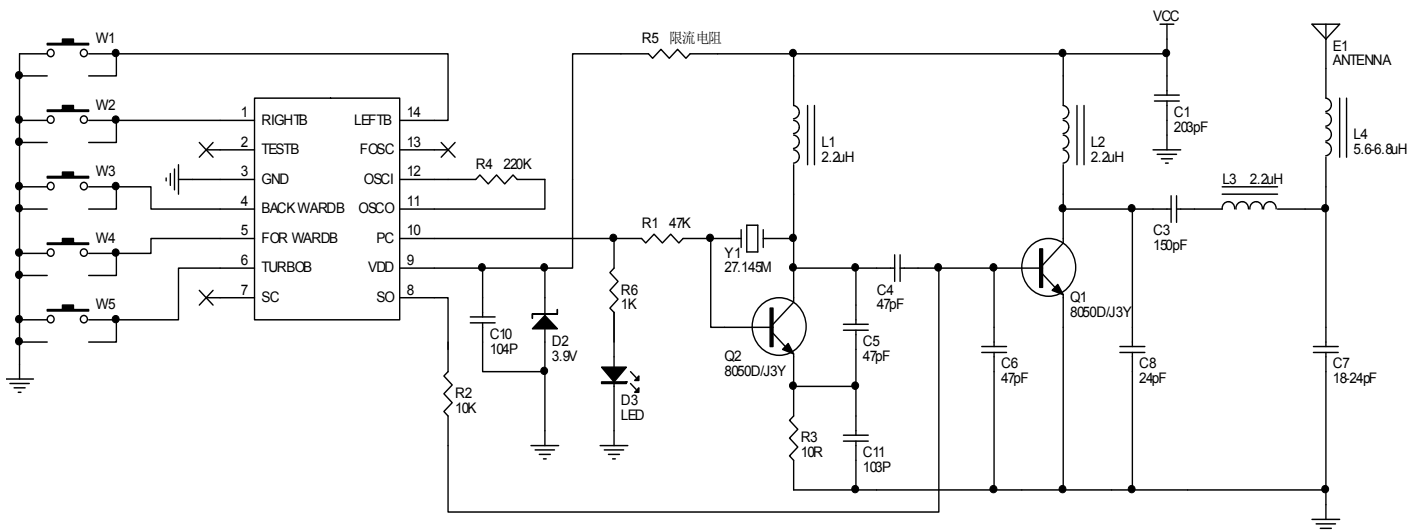 W1
W2
W3
W4
W5
1 RIGHTB LEFTB 14
2 TESTB FOSC 13
3 GND OSCI 12
4 BACKWARDB OSCO 11
5 FORWARDB PC 10
6 TURBOB VDD 9
7 SC SO 8
R5 限流电阻
VCC
E1
ANTENNA
C1
203pF
L1
2.2uH
L2
2.2uH
L4
5.6-6.8uH
R4 220K
L3 2.2uH
R1 47K
Y1
27.145M
C3
150pF
R6
1K
C4
47pF
Q1
8050D/J3Y
C10
104P
D2
3.9V
Q2
8050D/J3Y
C5
47pF
C6
47pF
C8
24pF
C7
18-24pF
R2
10K
D3
LED
R3
10R
C11
103P